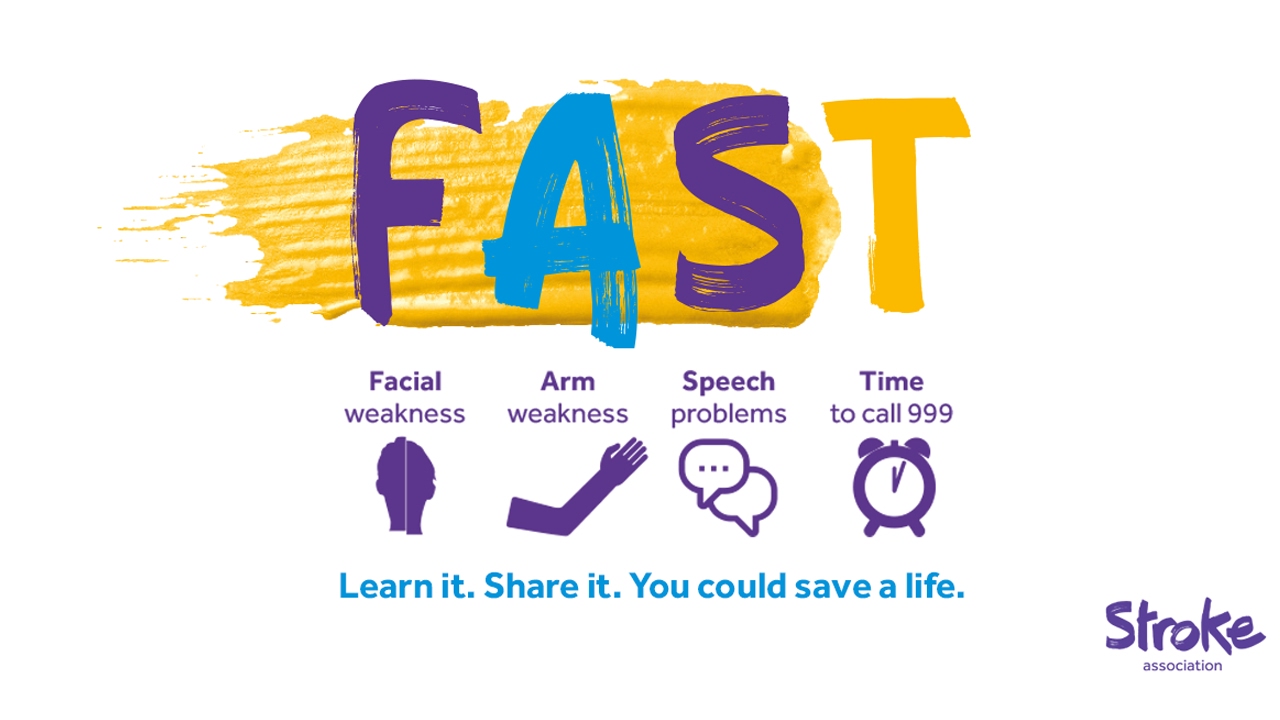 FAST
Facial Arm Speech Time
weakness weakness problems to call 999
Learn it. Share it. You could save a life.
Stroke
association